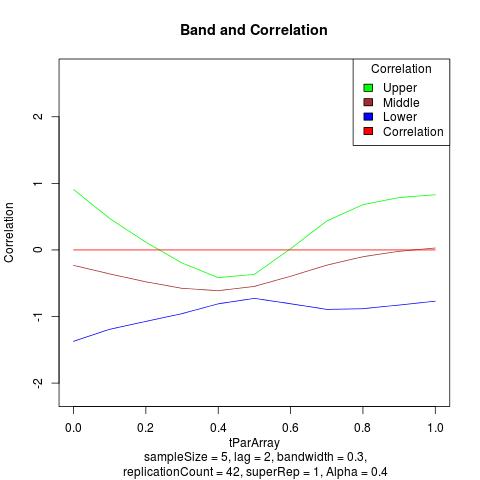 Band and Correlation
Correlation
Upper
Middle
Lower
Correlation
Correlation
2
1
0
-1
-2
0.0 0.2 0.4 0.6 0.8 1.0
tParArray
sampleSize = 5, lag = 2, bandwidth = 0.3,
replicationCount = 42, superRep = 1, Alpha = 0.4